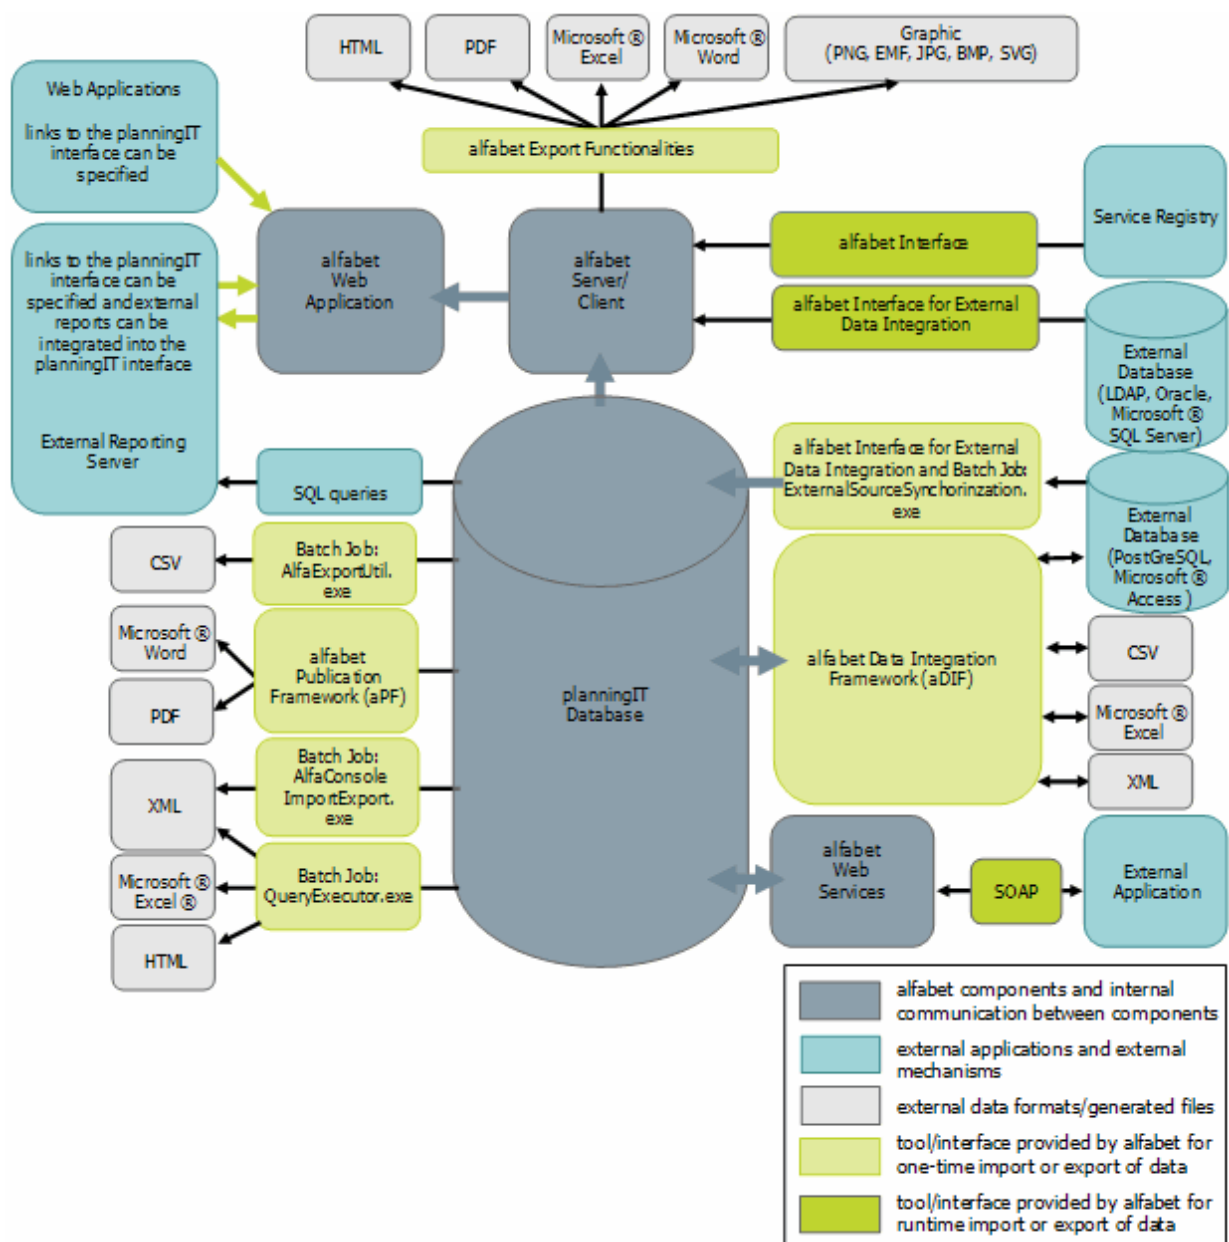 HTML
PDF
Microsoft ®
Excel
Microsoft ®
Word
Graphic
(PNG, EMF, JPG, BMP, SVG)
alfabet Export Functionalities
Web Applications
links to the planningIT
interface can be
specified
links to the planningIT
interface can be
specified and external
reports can be
integrated into the
planningIT interface
External Reporting
Server
alfabet
Web
Application
alfabet
Server/
Client
alfabet Interface
alfabet Interface for External
Data Integration
Service Registry
External
Database
(LDAP, Oracle,
Microsoft ®
SQL Server)
SQL queries
alfabet Interface for External
Data Integration and Batch Job:
ExternalSourceSynchorinzation.
exe
External
Database
(PostGreSQL,
Microsoft ®
Access )
CSV
Batch Job:
AlfaExportUtil.
exe
Microsoft ®
Word
PDF
alfabet
Publication
Framework (aPF)
planningIT
Database
alfabet Data Integration
Framework (aDIF)
CSV
Microsoft ®
Excel
XML
XML
Batch Job:
AlfaConsole
ImportExport.
exe
Microsoft ®
Excel ®
HTML
Batch Job:
QueryExecutor.exe
alfabet
Web
Services
SOAP
External
Application
alfabet components and internal
communication between components
external applications and external
mechanisms
external data formats/generated files
tool/interface provided by alfabet for
one-time import or export of data
tool/interface provided by alfabet for
runtime import or export of data